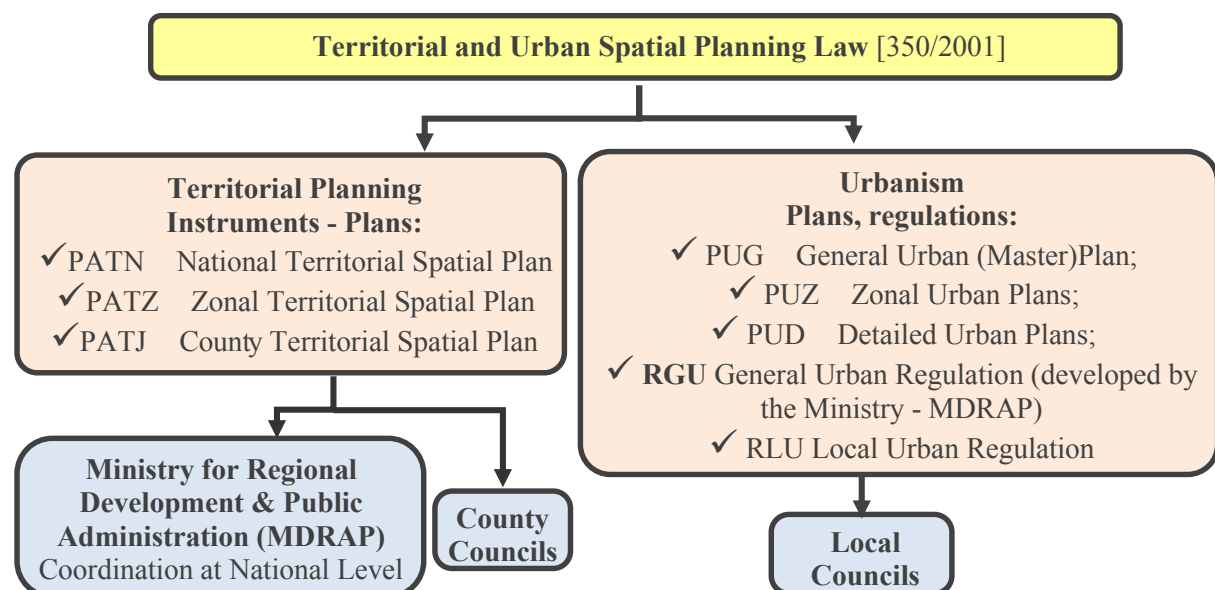 Territorial and Urban Spatial Planning Law [350/2001]
Territorial Planning
Instruments - Plans:
✓PATN National Territorial Spatial Plan
✓PATZ Zonal Territorial Spatial Plan
✓PATJ County Territorial Spatial Plan
Urbanism
Plans, regulations:
✓ PUG General Urban (Master)Plan;
✓ PUZ Zonal Urban Plans;
✓ PUD Detailed Urban Plans;
✓ RGU General Urban Regulation (developed by
the Ministry - MDRAP)
✓ RLU Local Urban Regulation
Ministry for Regional
Development & Public
Administration (MDRAP)
Coordination at National Level
County
Councils
Local
Councils